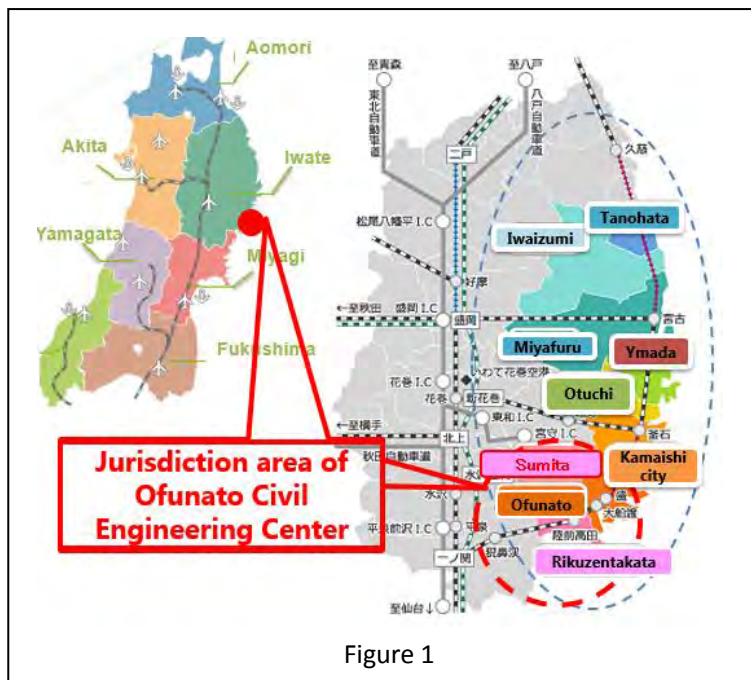 Aomori
Akita
Iwate
Yamagata
Miyagi
Fukushima
至青森
至八戸
東北自動車道
八戸自動車道
二戸
久慈
松尾八幡平 I.C
Tanohata
Iwaizumi
好摩
←至秋田
盛岡 I.C
盛岡
宮古
Miyafuru
Ymada
いわて花巻空港
花巻 I.C
花巻
新花巻
Otuchi
東和 I.C
宮守 I.C
釜石
←至横手
北上
秋田自動車道
Jurisdiction area of
Ofunato Civil
Engineering Center
Sumita
Kamaishi
city
水沢
Ofunato
盛
大船渡
平泉前沢 I.C
平泉
陸前高田
一ノ関
猊鼻渓
Rikuzentakata
至仙台↓
Figure 1